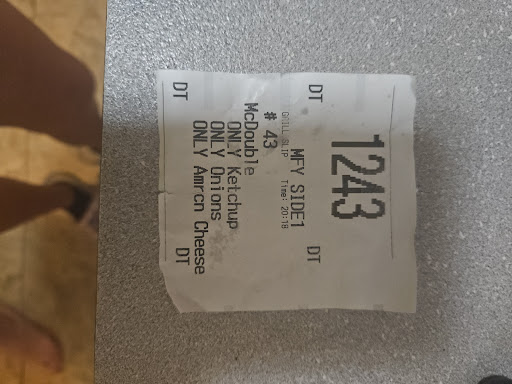 1243
DT DT
MFY SIDE1
GRILL SLIP Time: 20:18
# 43
McDouble
ONLY Ketchup
ONLY Onions
ONLY Amrcn Cheese
DT DT